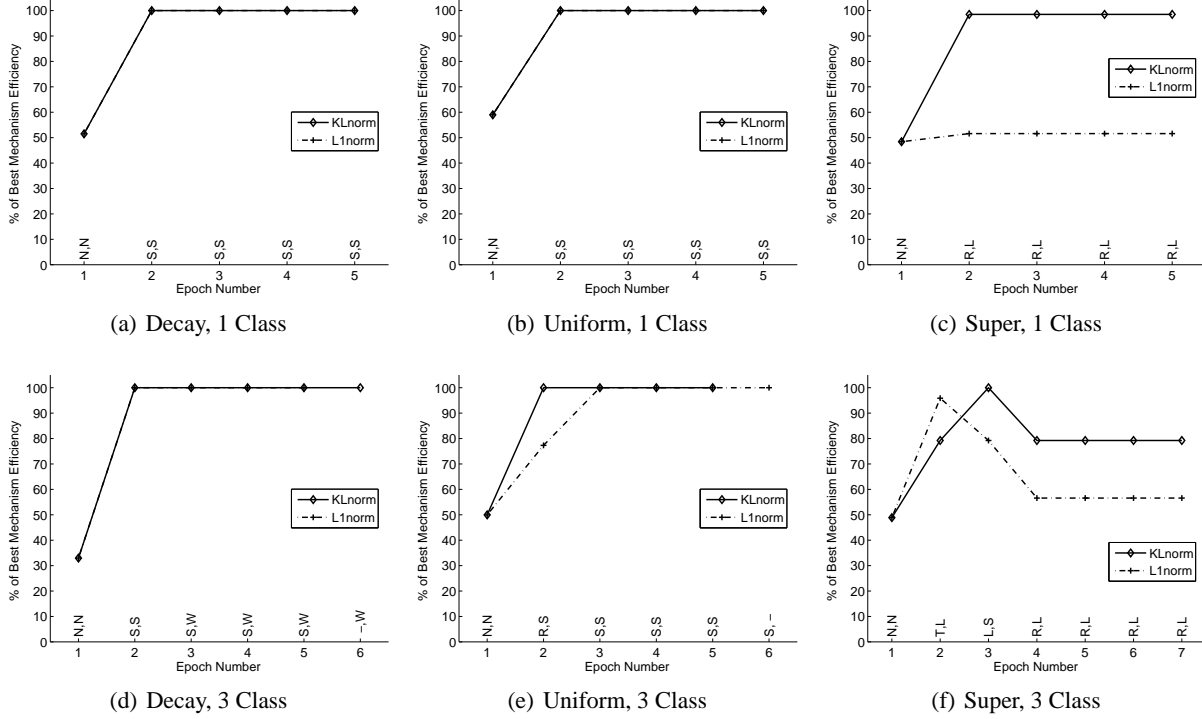 % of Best Mechanism Efficiency
100
90
80
70
60
50
40
30
20
10
0
KLnorm
L1norm
N,N
S,S
S,S
S,S
S,S
1 2 3 4 5
Epoch Number
(a) Decay, 1 Class
% of Best Mechanism Efficiency
100
90
80
70
60
50
40
30
20
10
0
KLnorm
L1norm
N,N
S,S
S,S
S,S
S,S
1 2 3 4 5
Epoch Number
(b) Uniform, 1 Class
% of Best Mechanism Efficiency
100
90
80
70
60
50
40
30
20
10
0
KLnorm
L1norm
N,N
R,L
R,L
R,L
R,L
1 2 3 4 5
Epoch Number
(c) Super, 1 Class
% of Best Mechanism Efficiency
100
90
80
70
60
50
40
30
20
10
0
KLnorm
L1norm
N,N
S,S
S,W
S,W
S,W
−,W
1 2 3 4 5 6
Epoch Number
(d) Decay, 3 Class
% of Best Mechanism Efficiency
100
90
80
70
60
50
40
30
20
10
0
KLnorm
L1norm
N,N
R,S
S,S
S,S
S,S
S,−
1 2 3 4 5 6
Epoch Number
(e) Uniform, 3 Class
% of Best Mechanism Efficiency
100
90
80
70
60
50
40
30
20
10
0
KLnorm
L1norm
N,N
T,L
L,S
R,L
R,L
R,L
R,L
1 2 3 4 5 6 7
Epoch Number
(f) Super, 3 Class